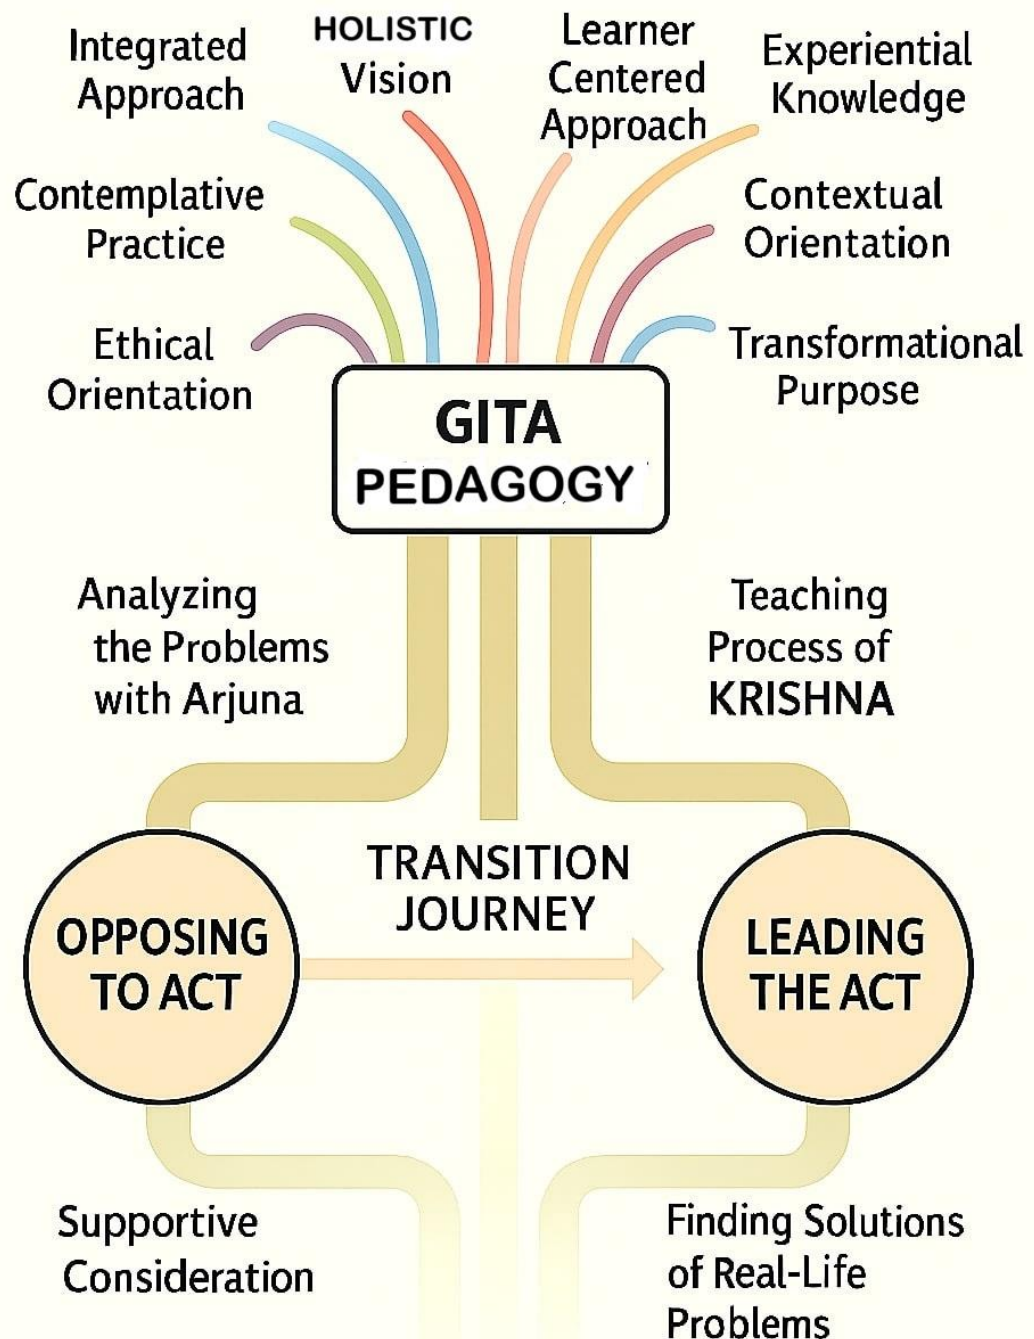 Integrated
Approach
HOLISTIC
Vision
Learner
Centered
Approach
Experiential
Knowledge
Contemplative
Practice
Contextual
Orientation
Ethical
Orientation
Transformational
Purpose
GITA
PEDAGOGY
Analyzing
the Problems
with Arjuna
Teaching
Process of
KRISHNA
TRANSITION
JOURNEY
OPPOSING
TO ACT
LEADING
THE ACT
Supportive
Consideration
Finding Solutions
of Real-Life
Problems